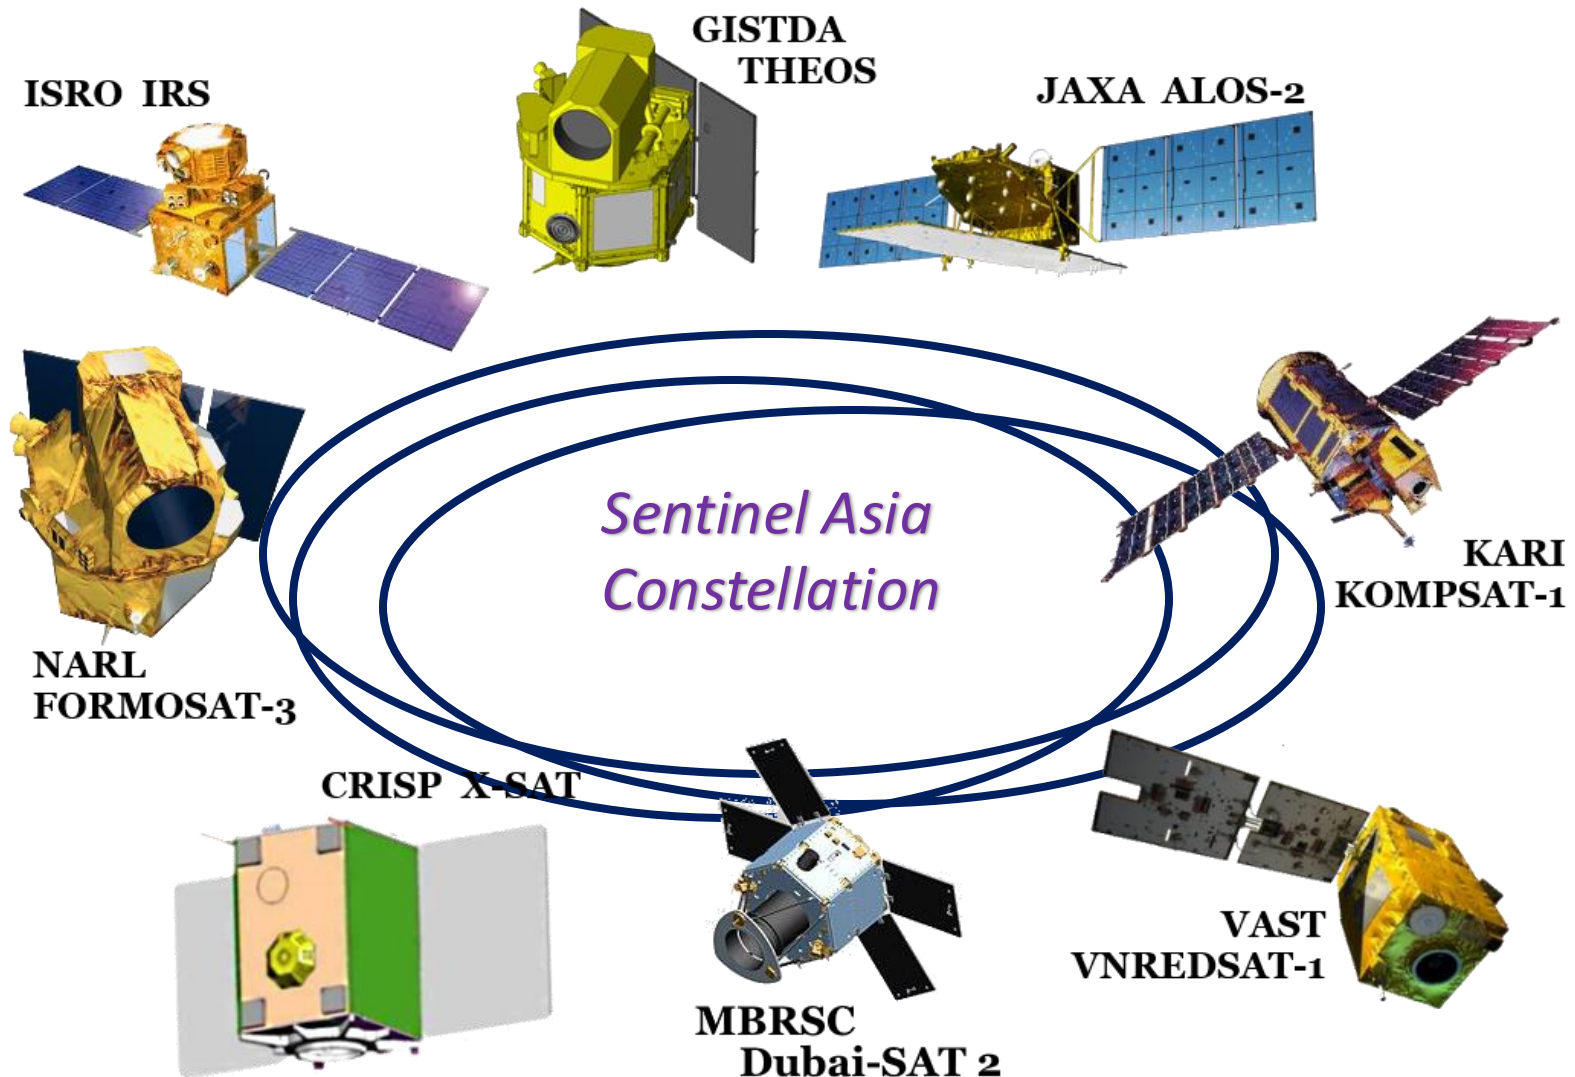 GISTDA
THEOS
ISRO IRS
JAXA ALOS-2
Sentinel Asia
Constellation
KARI
KOMPSAT-1
NARL
FORMOSAT-3
CRISP X-SAT
VAST
VNREDSAT-1
MBRSC
Dubai-SAT 2